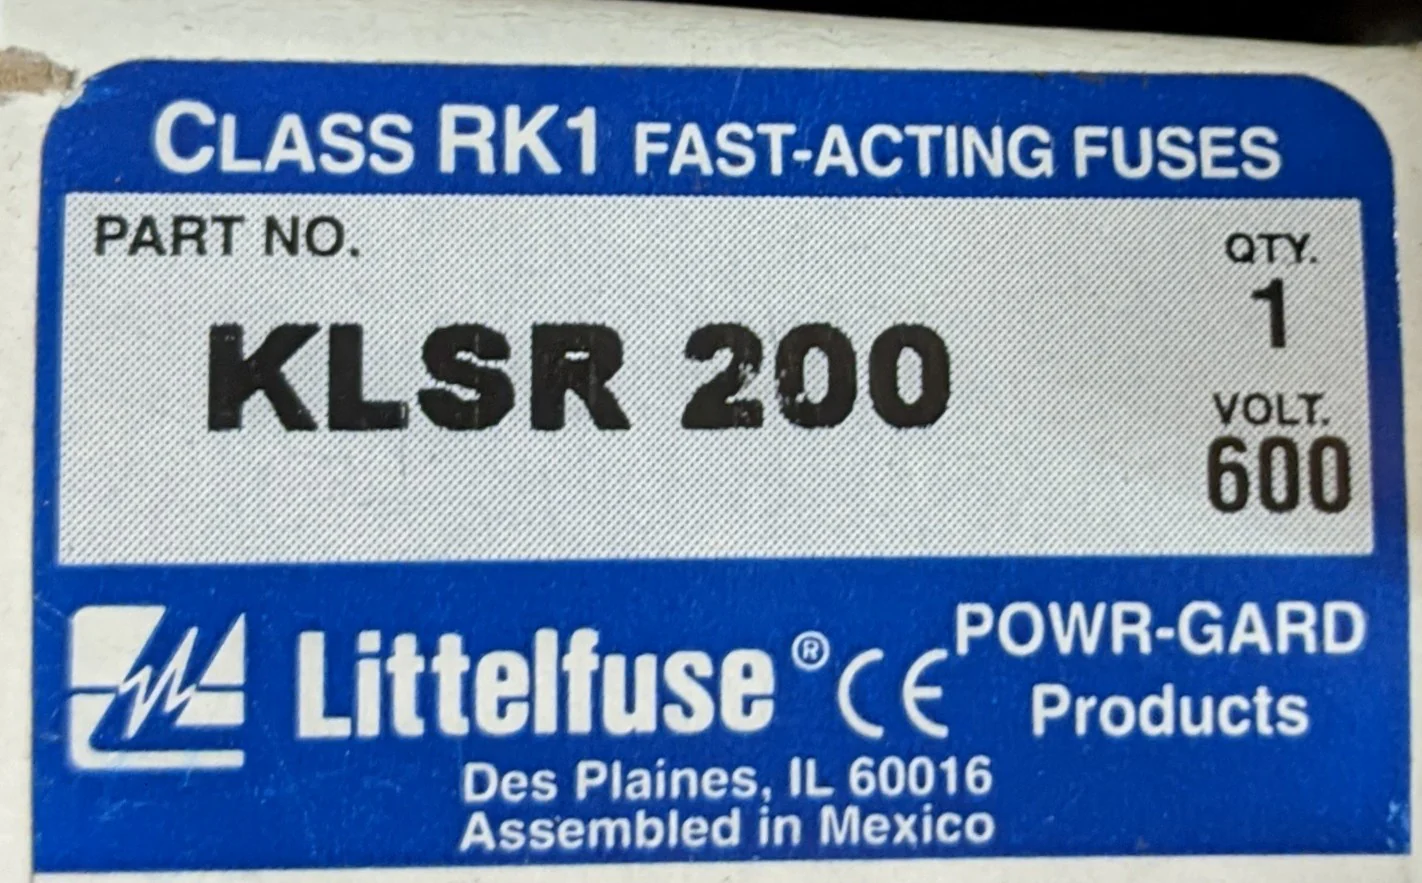 CLASS RK1 FAST-ACTING FUSES
PART NO.
QTY.
1
KLSR 200
VOLT.
600
Littelfuse® CE POWR-GARD
Products
Des Plaines, IL 60016
Assembled in Mexico